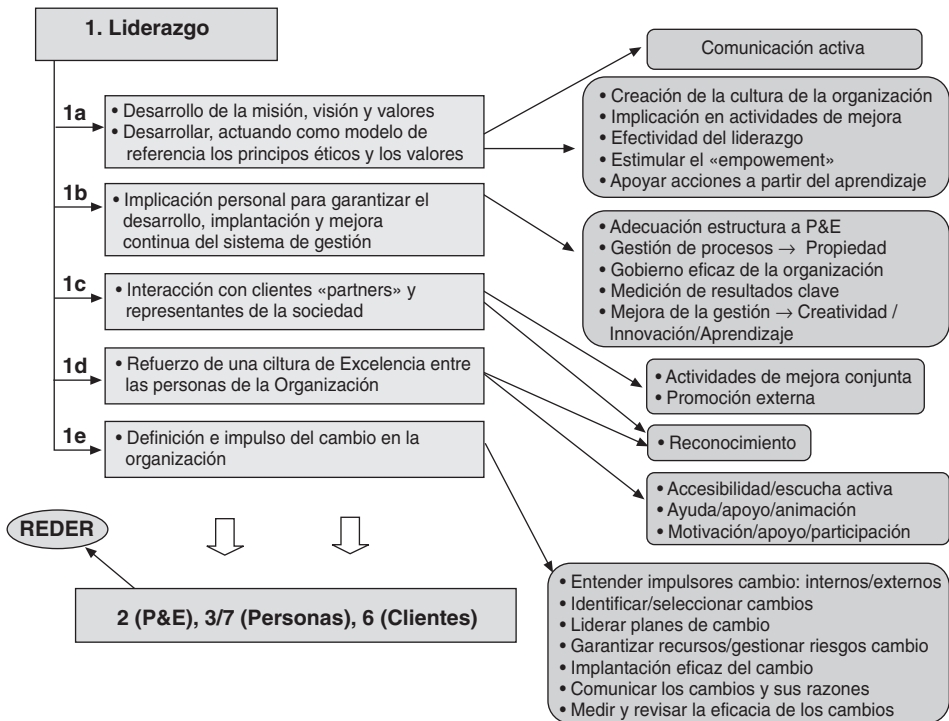 1. Liderazgo
1a
• Desarrollo de la misión, visión y valores
• Desarrollar, actuando como modelo de
referencia los principos éticos y los valores
1b
• Implicación personal para garantizar el
desarrollo, implantación y mejora
continua del sistema de gestión
1c
• Interacción con clientes «partners» y
representantes de la sociedad
1d
• Refuerzo de una ciltura de Excelencia entre
las personas de la Organización
1e
• Definición e impulso del cambio en la
organización
REDER
2 (P&E), 3/7 (Personas), 6 (Clientes)
Comunicación activa
• Creación de la cultura de la organización
• Implicación en actividades de mejora
• Efectividad del liderazgo
• Estimular el «empowement»
• Apoyar acciones a partir del aprendizaje
• Adecuación estructura a P&E
• Gestión de procesos → Propiedad
• Gobierno eficaz de la organización
• Medición de resultados clave
• Mejora de la gestión → Creatividad /
Innovación/Aprendizaje
• Actividades de mejora conjunta
• Promoción externa
• Reconocimiento
• Accesibilidad/escucha activa
• Ayuda/apoyo/animación
• Motivación/apoyo/participación
• Entender impulsores cambio: internos/externos
• Identificar/seleccionar cambios
• Liderar planes de cambio
• Garantizar recursos/gestionar riesgos cambio
• Implantación eficaz del cambio
• Comunicar los cambios y sus razones
• Medir y revisar la eficacia de los cambios